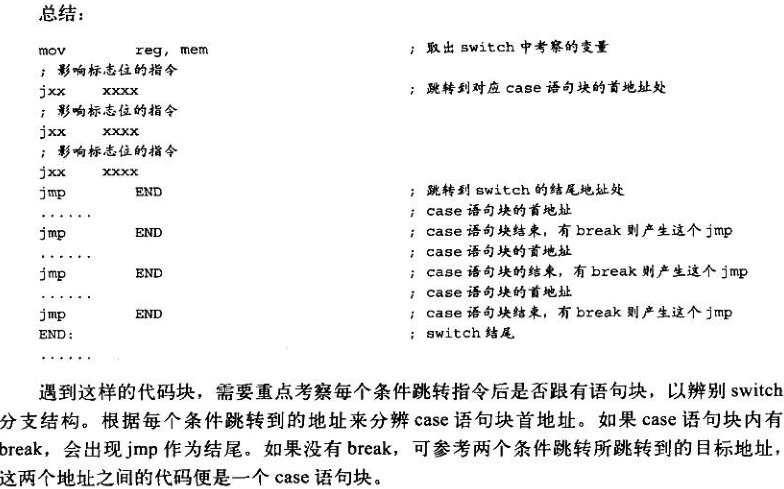 总结：
mov reg, mem ; 取出 switch 中考察的变量
; 影响标志位的指令
jxx xxxx ; 跳转到对应 case 语句块的首地址处
; 影响标志位的指令
jxx xxxx
; 影响标志位的指令
jxx xxxx
jmp END ; 跳转到 switch 的结尾地址处
...... ; case 语句块的首地址
jmp END ; case 语句块结束，有 break 则产生这个 jmp
...... ; case 语句块的首地址
jmp END ; case 语句块的结束，有 break 则产生这个 jmp
...... ; case 语句块的首地址
jmp END ; case 语句块结束，有 break 则产生这个 jmp
END: ; switch 结尾
......
遇到这样的代码块，需要重点考察每个条件跳转指令后是否跟有语句块，以辨别 switch
分支结构。根据每个条件跳转到的地址来分辨 case 语句块首地址。如果 case 语句块内有
break，会出现 jmp 作为结尾。如果没有 break，可参考两个条件跳转所跳转到的目标地址，
这两个地址之间的代码便是一个 case 语句块。